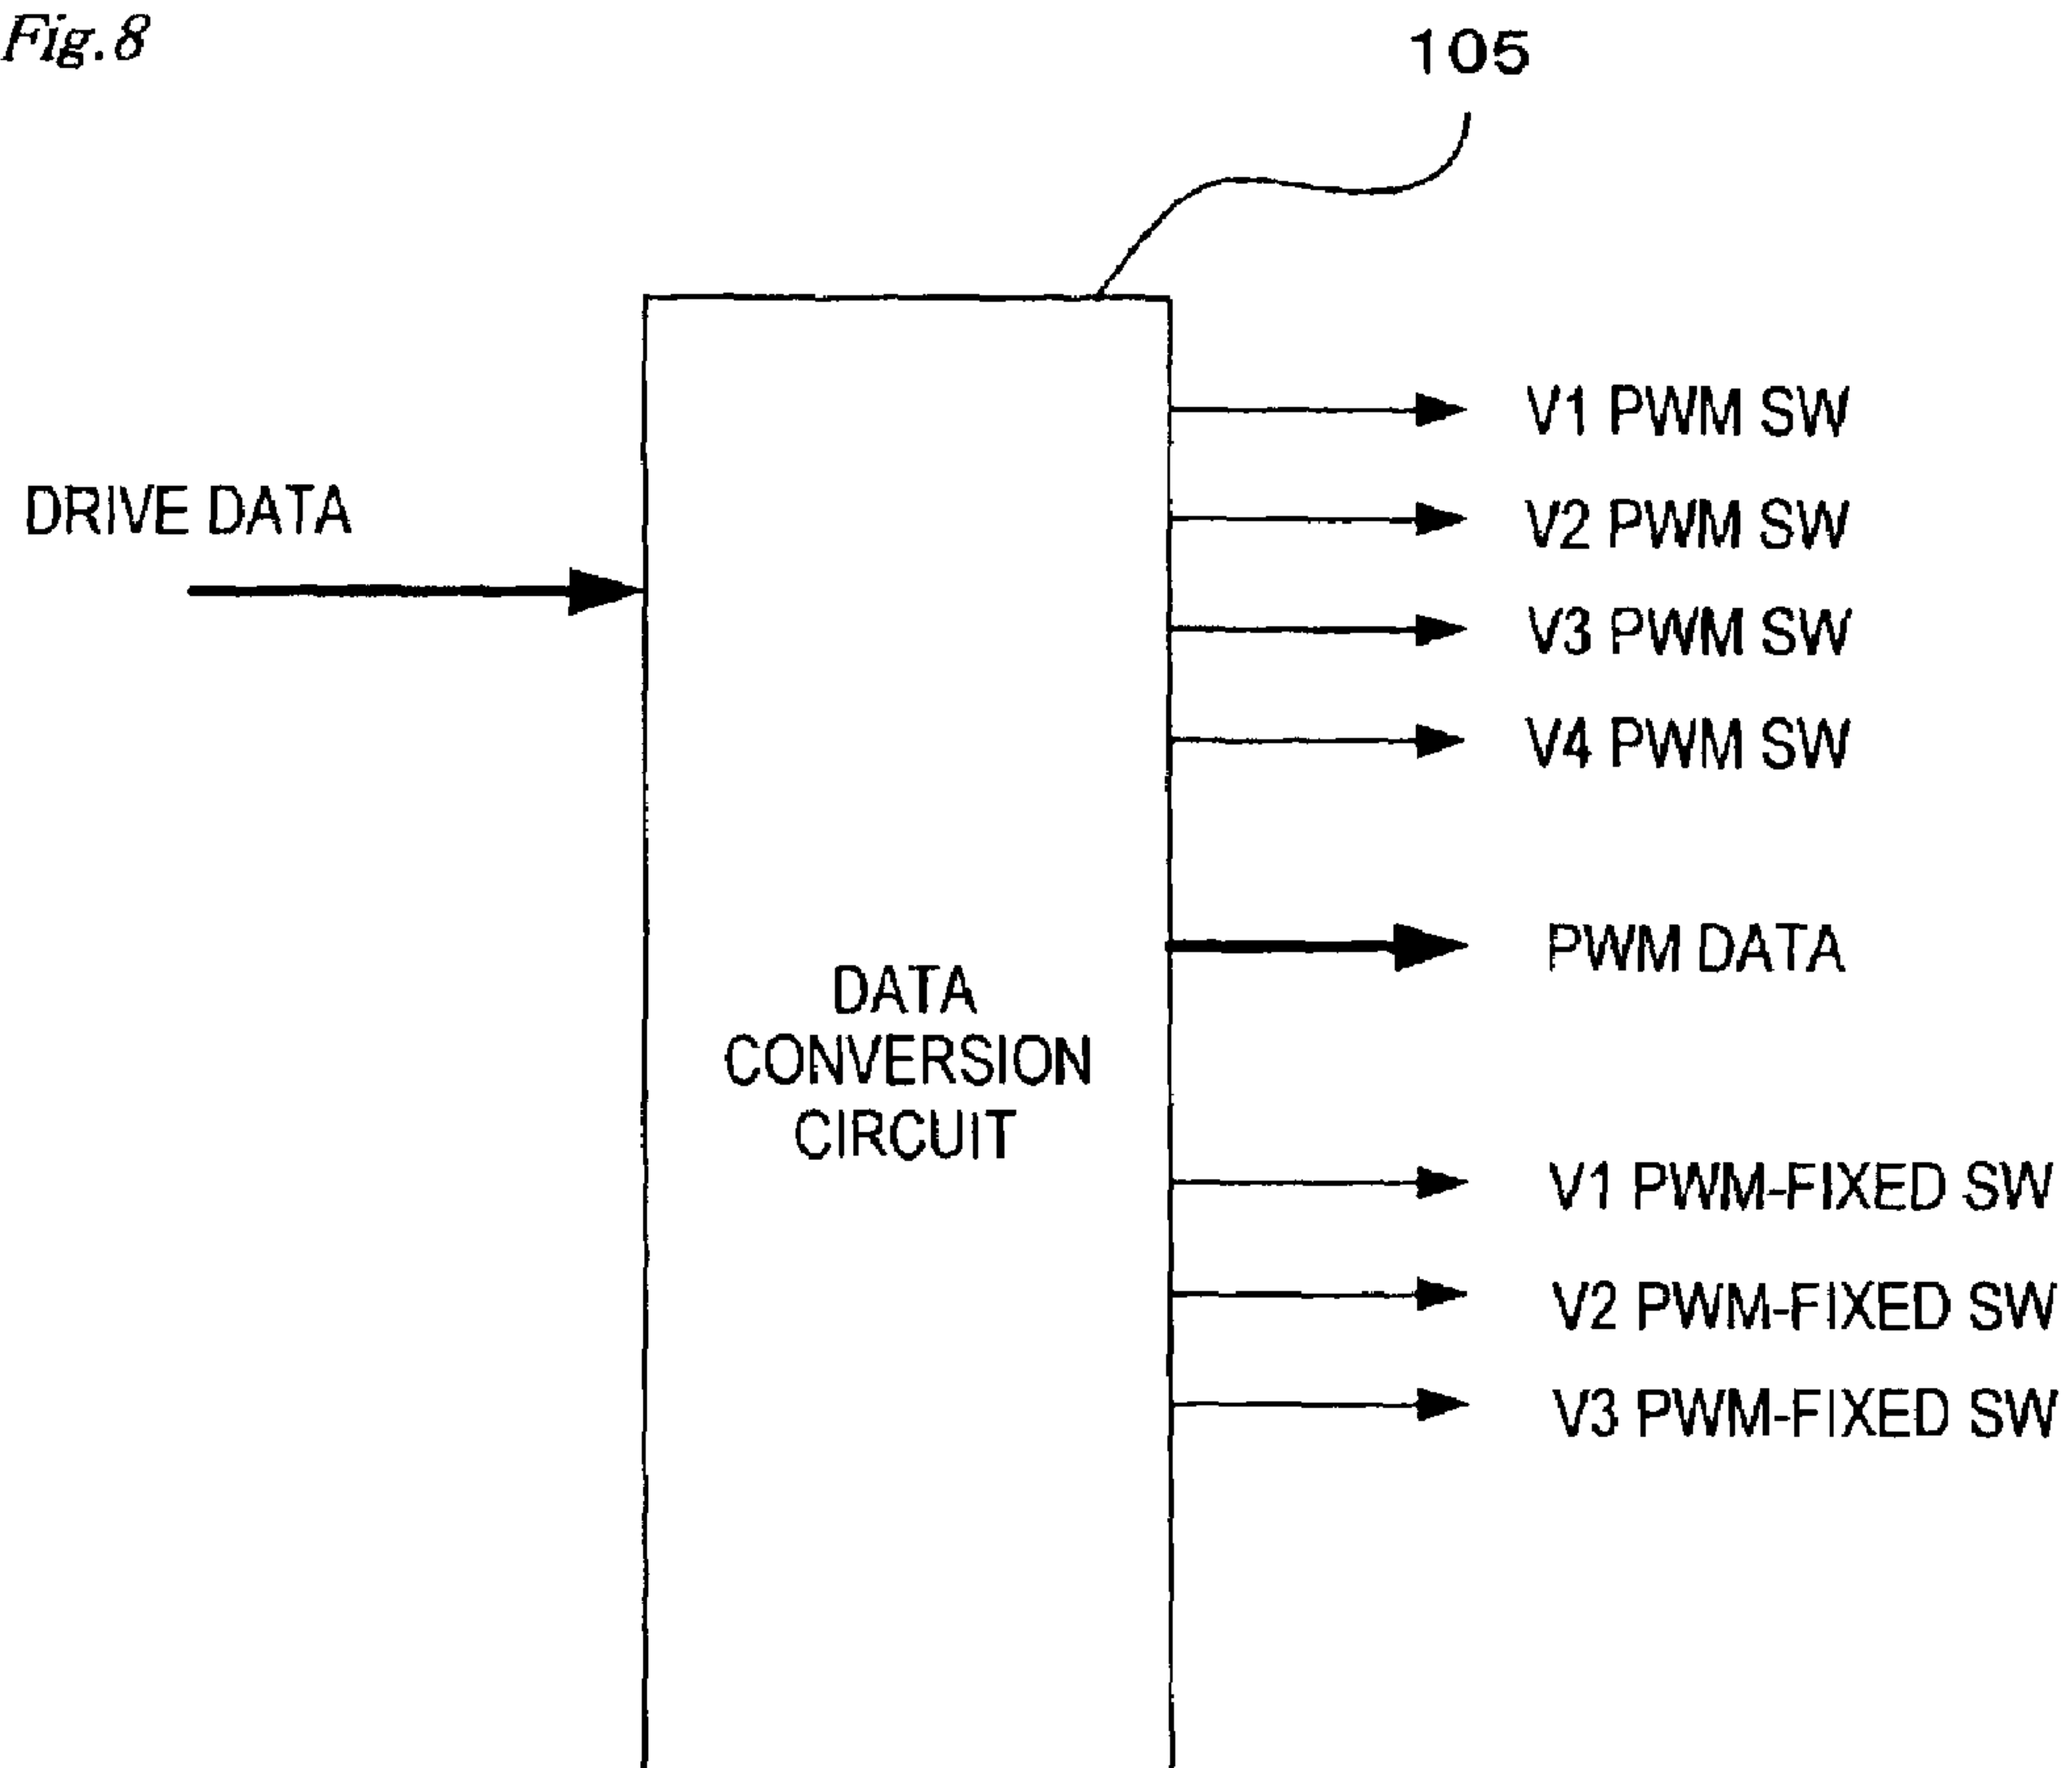 Fig.8
105
DRIVE DATA
V1 PWM SW
V2 PWM SW
V3 PWM SW
V4 PWM SW
PWM DATA
DATA
CONVERSION
CIRCUIT
V1 PWM-FIXED SW
V2 PWM-FIXED SW
V3 PWM-FIXED SW